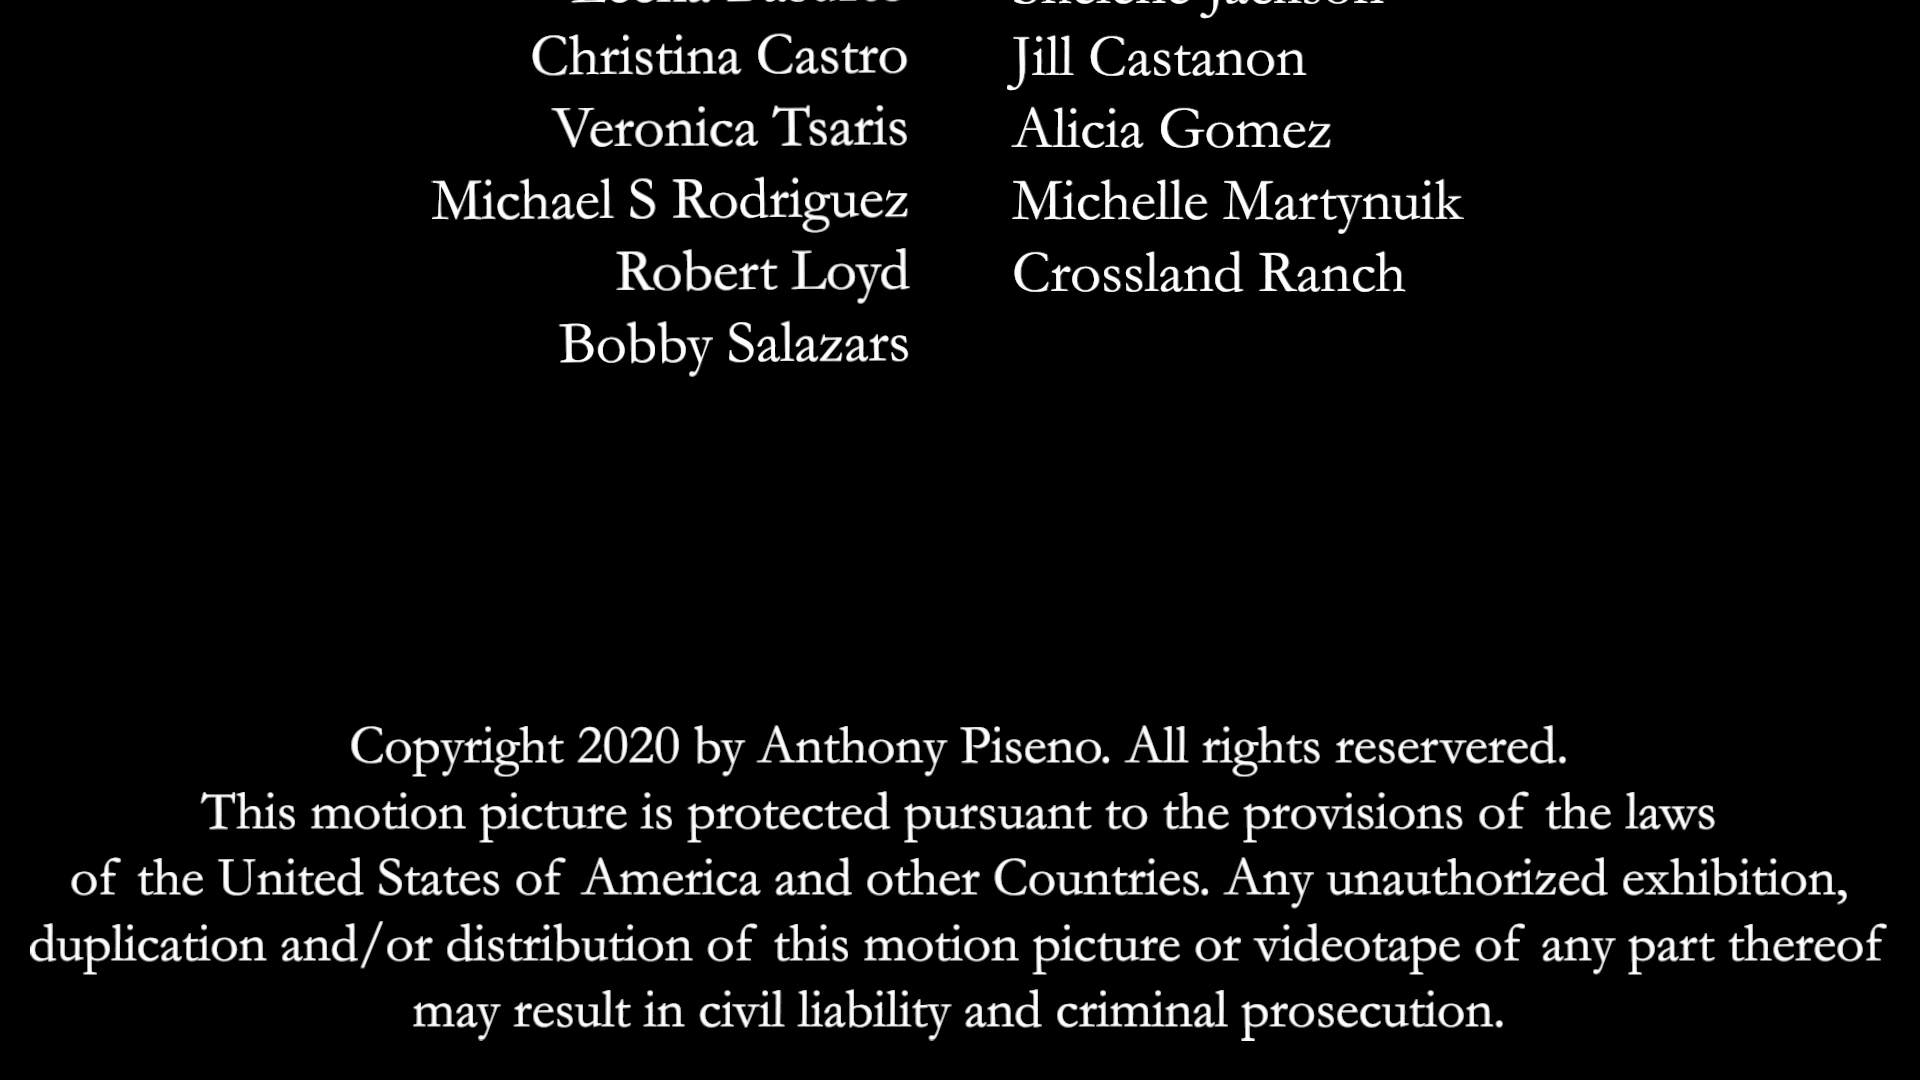 Christina Castro
Jill Castanon
Veronica Tsaris
Alicia Gomez
Michael S Rodriguez
Michelle Martynuik
Robert Loyd
Crossland Ranch
Bobby Salazars
Copyright 2020 by Anthony Piseno. All rights reservered.
This motion picture is protected pursuant to the provisions of the laws
of the United States of America and other Countries. Any unauthorized exhibition,
duplication and/or distribution of this motion picture or videotape of any part thereof
may result in civil liability and criminal prosecution.